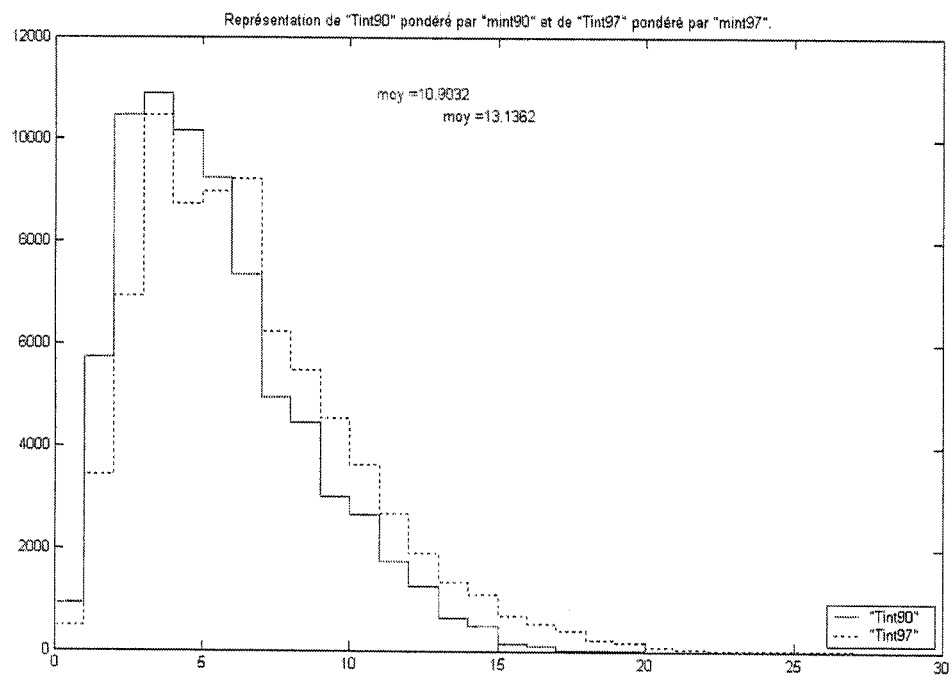 Représentation de "Tint90" pondéré par "mint90" et de "Tint97" pondéré par "mint97".
12000
moy =10.9032
moy =13.1362
10000
8000
6000
4000
2000
"Tint90"
"Tint97"
0
0 5 10 15 20 25 30